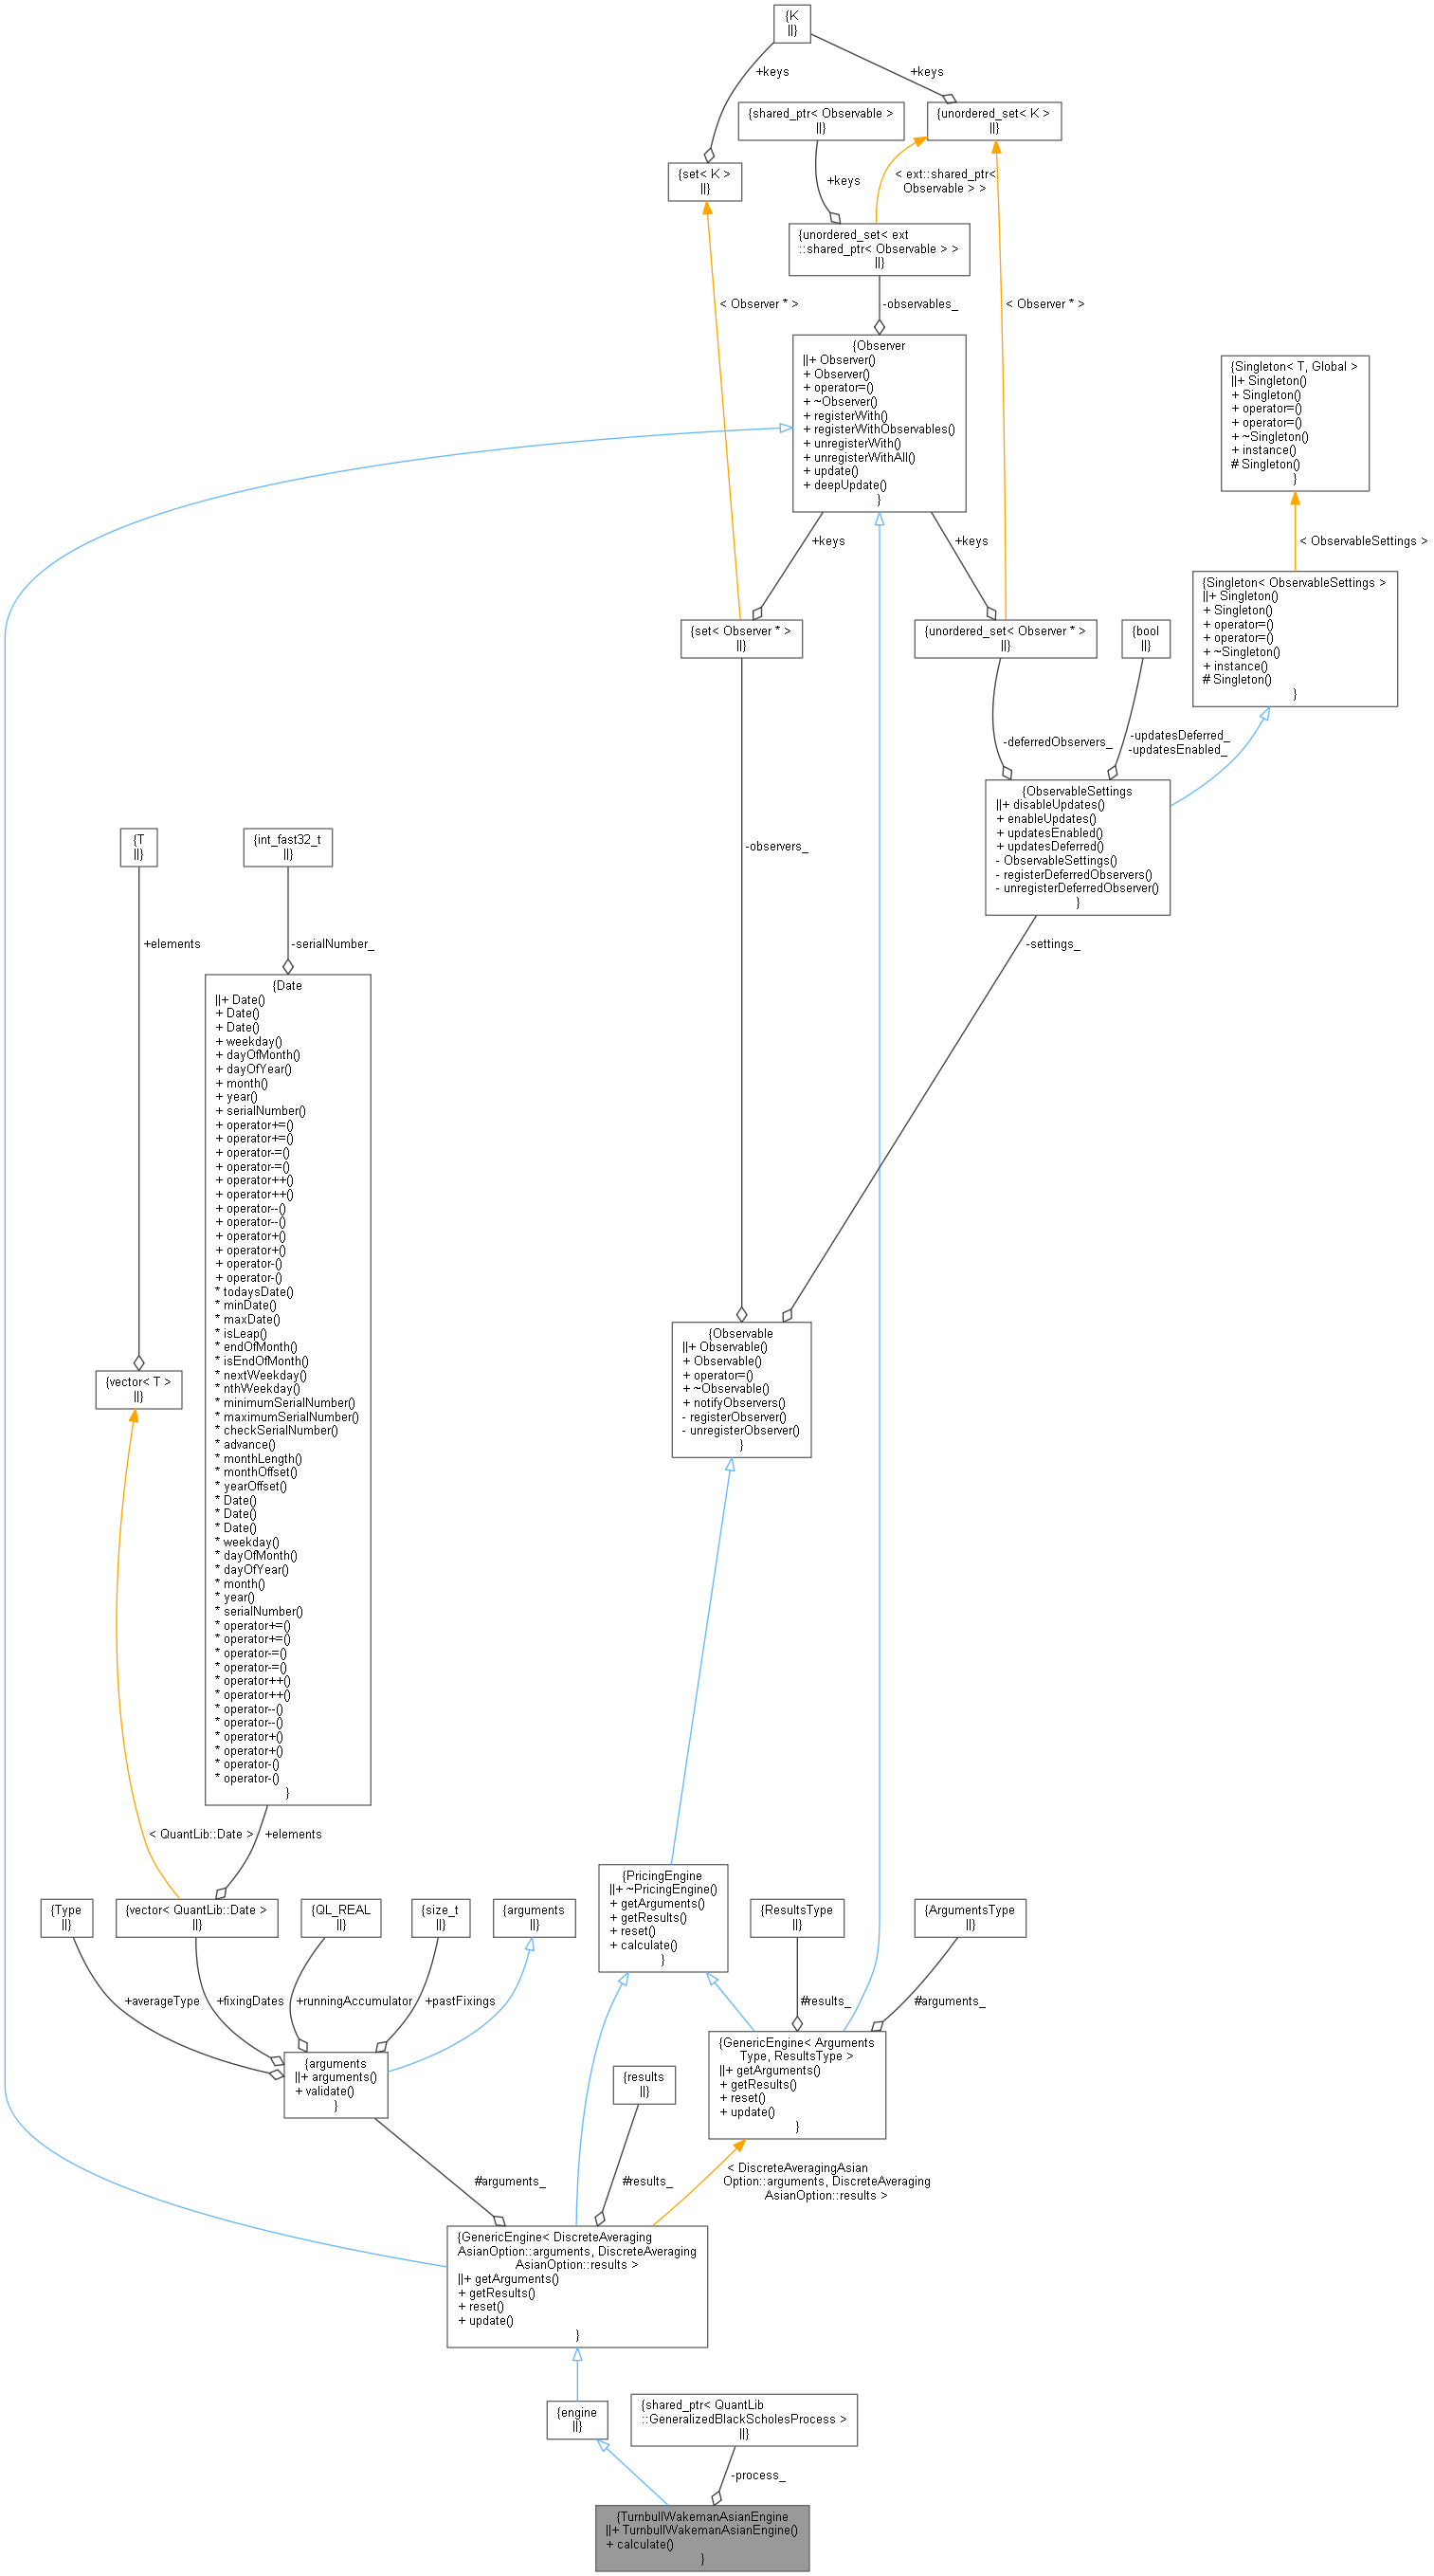 {K
||}
+keys
+keys
{shared_ptr< Observable >
||}
{unordered_set< K >
||}
{set< K >
||}
+keys
< ext::shared_ptr<
Observable > >
{unordered_set< ext
::shared_ptr< Observable > >
||}
< Observer * >
-observables_
< Observer * >
{Observer
||+ Observer()
+ Observer()
+ operator=()
+ ~Observer()
+ registerWith()
+ registerWithObservables()
+ unregisterWith()
+ unregisterWithAll()
+ update()
+ deepUpdate()
}
{Singleton< T, Global >
||+ Singleton()
+ Singleton()
+ operator=()
+ operator=()
+ ~Singleton()
+ instance()
# Singleton()
}
+keys
+keys
< ObservableSettings >
{Singleton< ObservableSettings >
||+ Singleton()
+ Singleton()
+ operator=()
+ operator=()
+ ~Singleton()
+ instance()
# Singleton()
}
{set< Observer * >
||}
{unordered_set< Observer * >
||}
{bool
||}
-deferredObservers_
-updatesDeferred_
-updatesEnabled_
{ObservableSettings
||+ disableUpdates()
+ enableUpdates()
+ updatesEnabled()
+ updatesDeferred()
- ObservableSettings()
- registerDeferredObservers()
- unregisterDeferredObserver()
}
{T
||}
{int_fast32_t
||}
-observers_
+elements
-serialNumber_
-settings_
{Date
||+ Date()
+ Date()
+ Date()
+ weekday()
+ dayOfMonth()
+ dayOfYear()
+ month()
+ year()
+ serialNumber()
+ operator+=()
+ operator+=()
+ operator-=()
+ operator-=()
+ operator++()
+ operator++()
+ operator--()
+ operator--()
+ operator+()
+ operator+()
+ operator-()
+ operator-()
* todaysDate()
* minDate()
* maxDate()
* isLeap()
* endOfMonth()
* isEndOfMonth()
* nextWeekday()
* nthWeekday()
* minimumSerialNumber()
* maximumSerialNumber()
* checkSerialNumber()
* advance()
* monthLength()
* monthOffset()
* yearOffset()
* Date()
* Date()
* Date()
* weekday()
* dayOfMonth()
* dayOfYear()
* month()
* year()
* serialNumber()
* operator+=()
* operator+=()
* operator-=()
* operator-=()
* operator++()
* operator++()
* operator--()
* operator--()
* operator+()
* operator+()
* operator-()
* operator-()
}
{vector< T >
||}
{Observable
||+ Observable()
+ Observable()
+ operator=()
+ ~Observable()
+ notifyObservers()
- registerObserver()
- unregisterObserver()
}
< QuantLib::Date >
+elements
{PricingEngine
||+ ~PricingEngine()
+ getArguments()
+ getResults()
+ reset()
+ calculate()
}
{Type
||}
{vector< QuantLib::Date >
||}
{QL_REAL
||}
{size_t
||}
{arguments
||}
{ResultsType
||}
{ArgumentsType
||}
+averageType
+fixingDates
+runningAccumulator
+pastFixings
#results_
#arguments_
{arguments
||+ arguments()
+ validate()
}
{results
||}
{GenericEngine< Arguments
Type, ResultsType >
||+ getArguments()
+ getResults()
+ reset()
+ update()
}
#arguments_
#results_
< DiscreteAveragingAsian
Option::arguments, DiscreteAveraging
AsianOption::results >
{GenericEngine< DiscreteAveraging
AsianOption::arguments, DiscreteAveraging
AsianOption::results >
||+ getArguments()
+ getResults()
+ reset()
+ update()
}
{engine
||}
{shared_ptr< QuantLib
::GeneralizedBlackScholesProcess >
||}
-process_
{TurnbullWakemanAsianEngine
||+ TurnbullWakemanAsianEngine()
+ calculate()
}